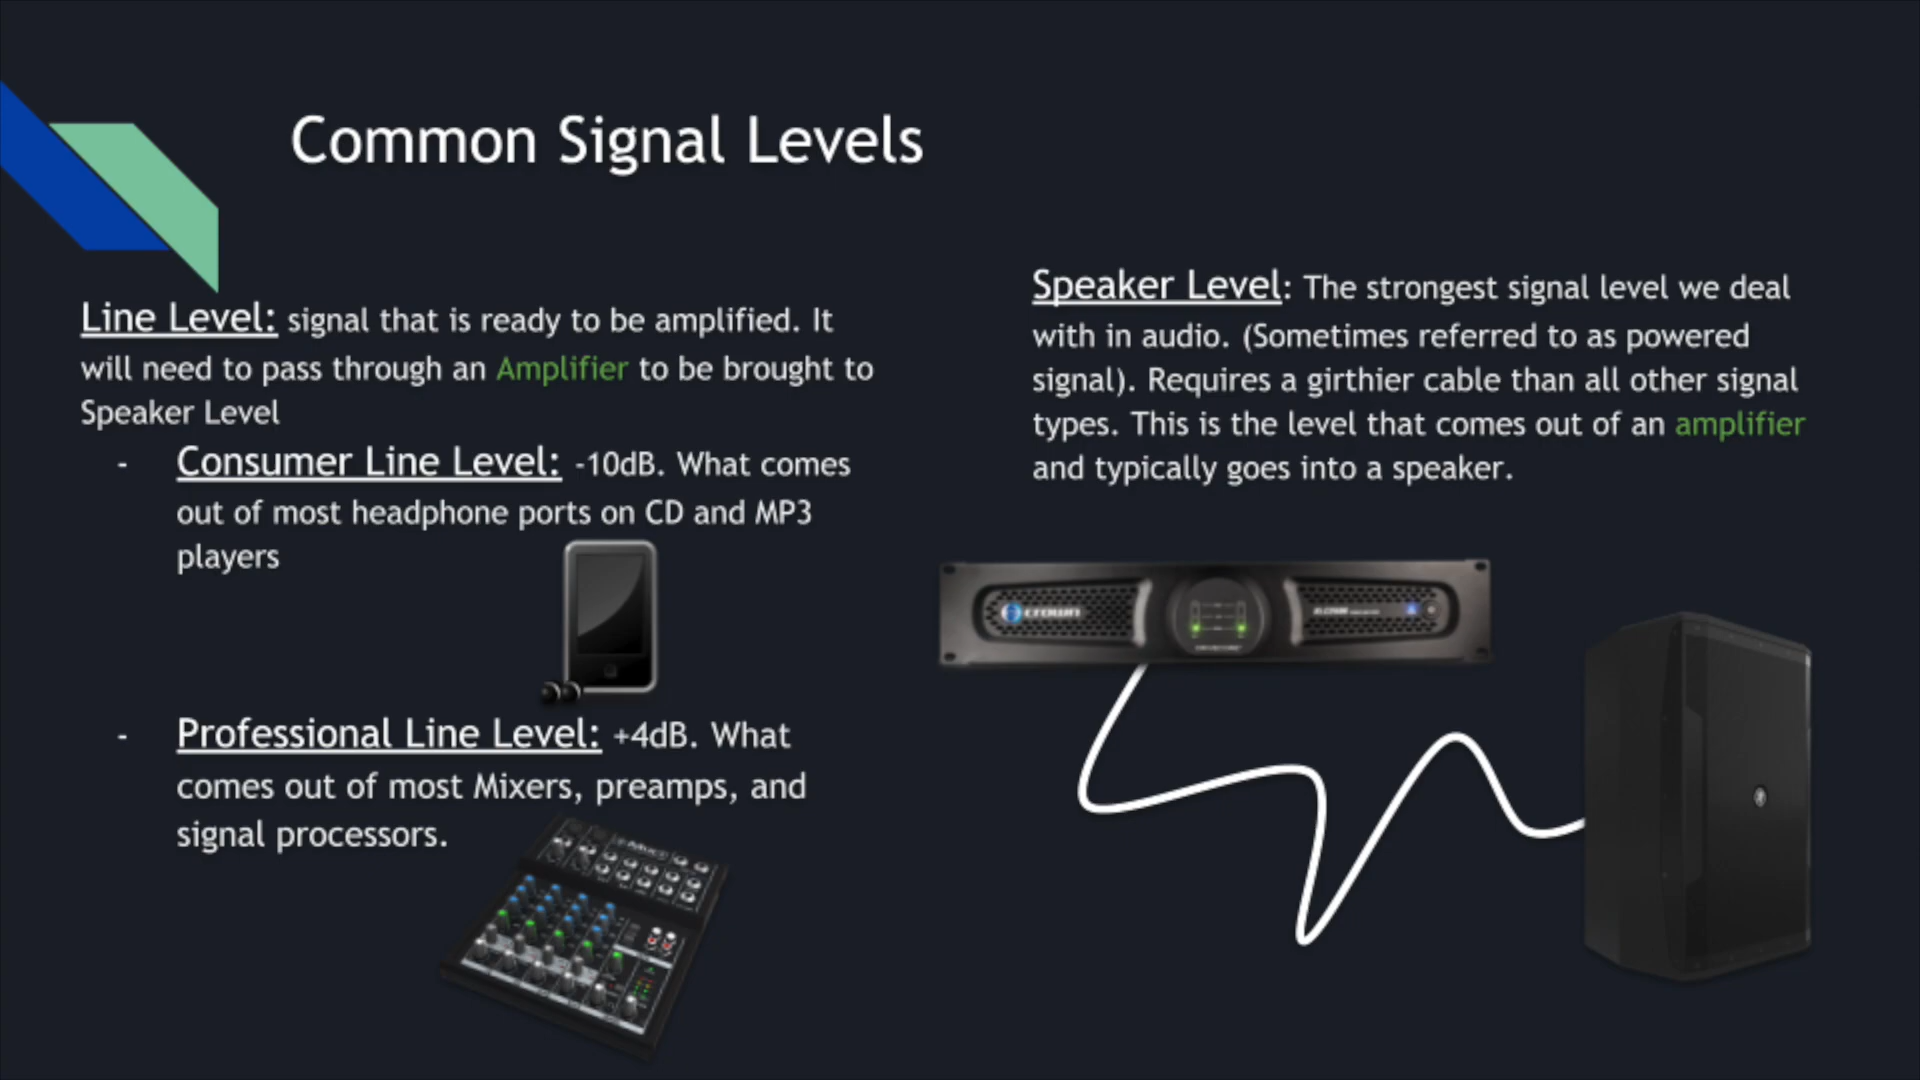 Common Signal Levels
Line Level: signal that is ready to be amplified. It
will need to pass through an Amplifier to be brought to
Speaker Level
- Consumer Line Level: -10dB. What comes
out of most headphone ports on CD and MP3
players
- Professional Line Level: +4dB. What
comes out of most Mixers, preamps, and
signal processors.
Speaker Level: The strongest signal level we deal
with in audio. (Sometimes referred to as powered
signal). Requires a girthier cable than all other signal
types. This is the level that comes out of an amplifier
and typically goes into a speaker.
crown